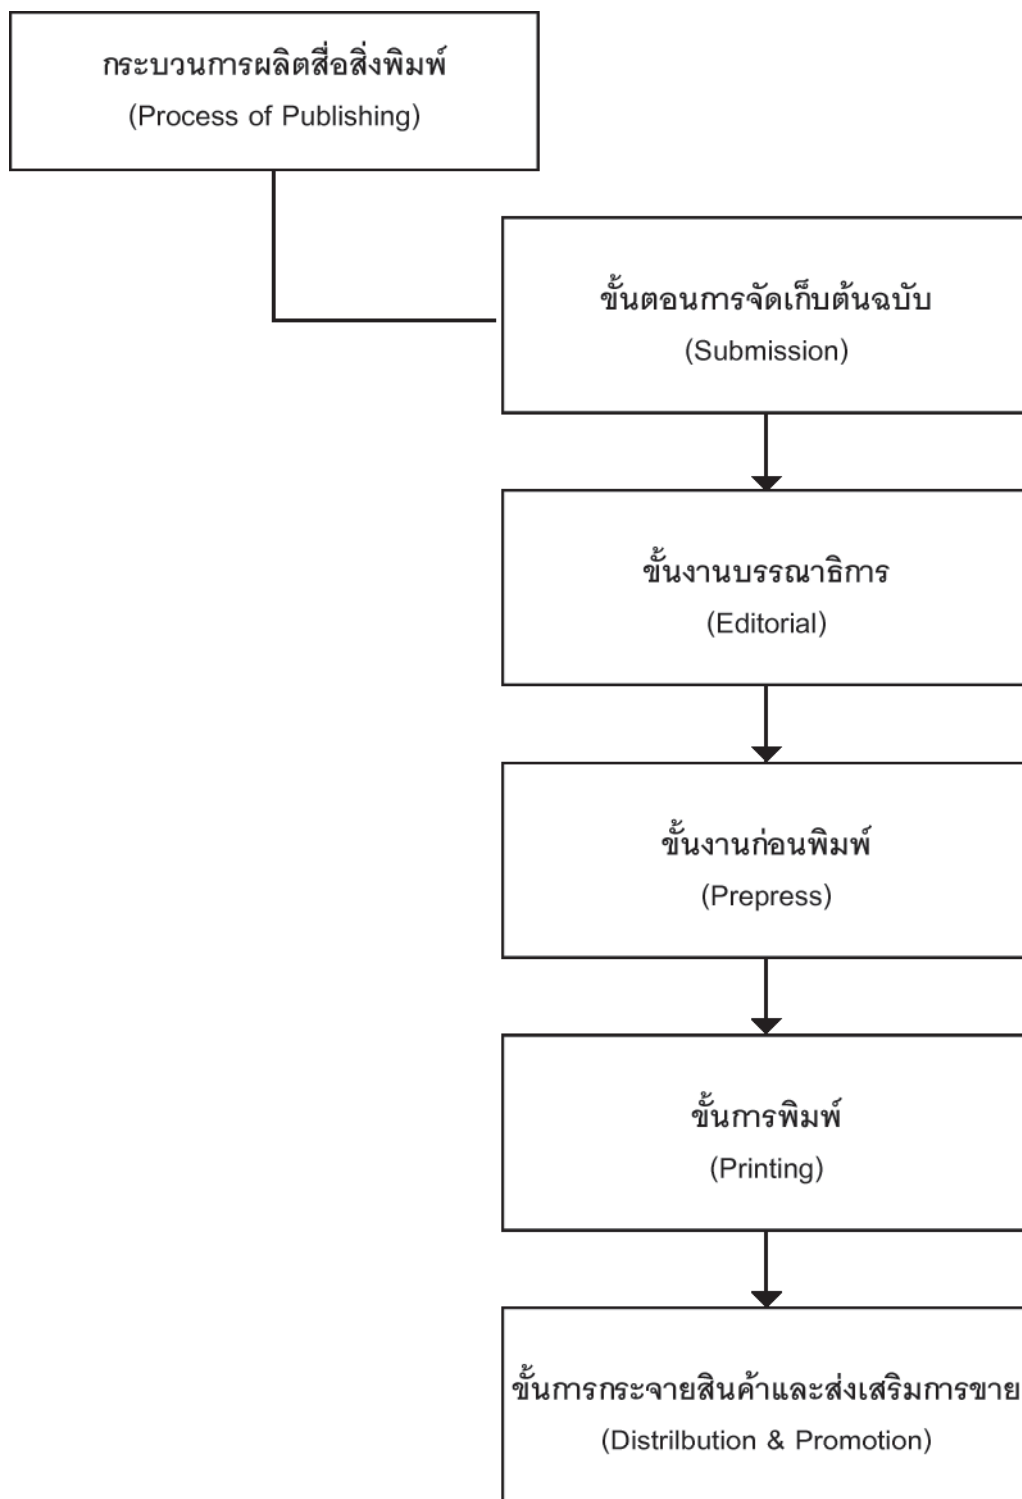 กระบวนการผลิตสื่อสิ่งพิมพ์
(Process of Publishing)
ขั้นตอนการจัดเก็บต้นฉบับ
(Submission)
ขั้นงานบรรณาธิการ
(Editorial)
ขั้นงานก่อนพิมพ์
(Prepress)
ขั้นการพิมพ์
(Printing)
ขั้นการกระจายสินค้าและส่งเสริมการขาย
(Distrilbution & Promotion)